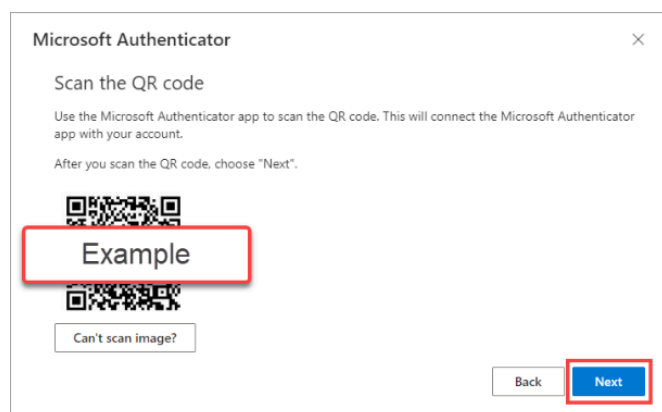 Microsoft Authenticator
Scan the QR code
Use the Microsoft Authenticator app to scan the QR code. This will connect the Microsoft Authenticator
app with your account.
After you scan the QR code, choose "Next".
Example
Can't scan image?
Back
Next